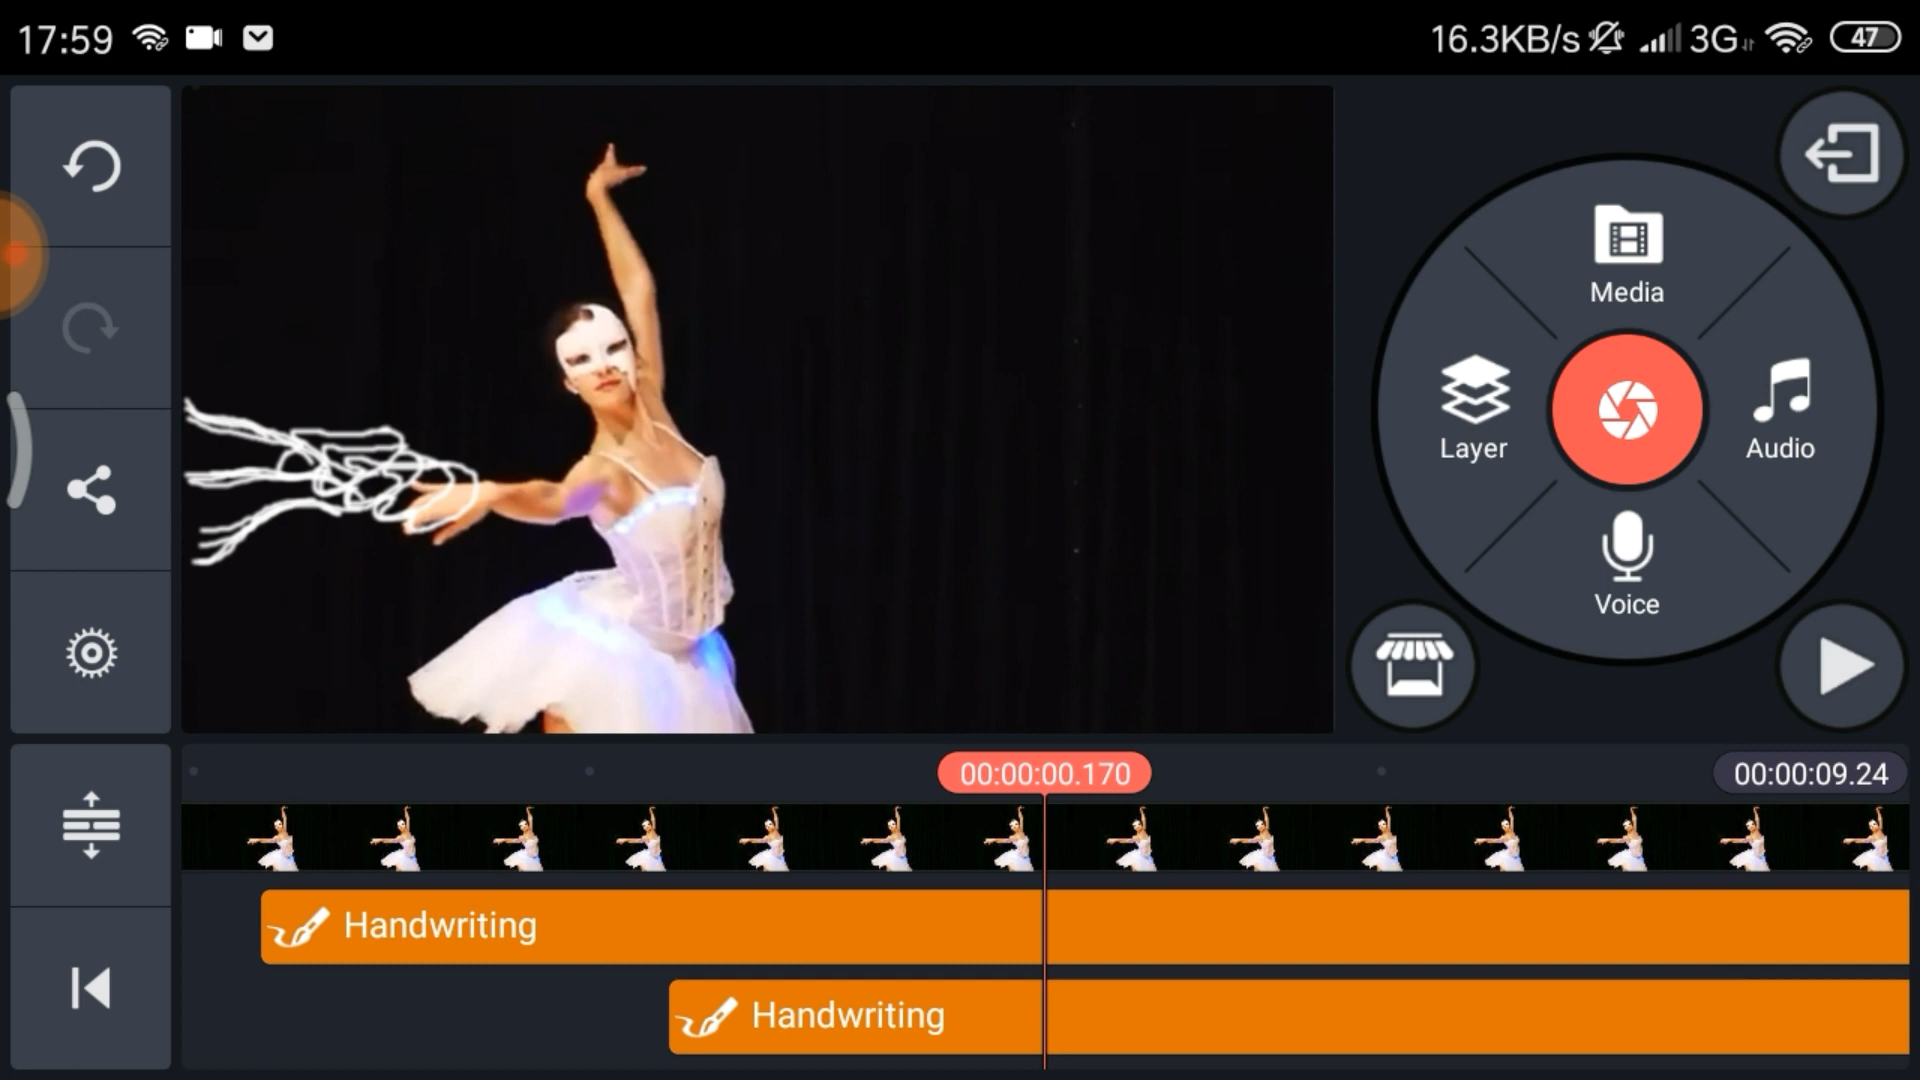 17:59
16.3KB/s 3G 47
Media
Layer
Audio
Voice
00:00:00.170
00:00:09.24
Handwriting
Handwriting